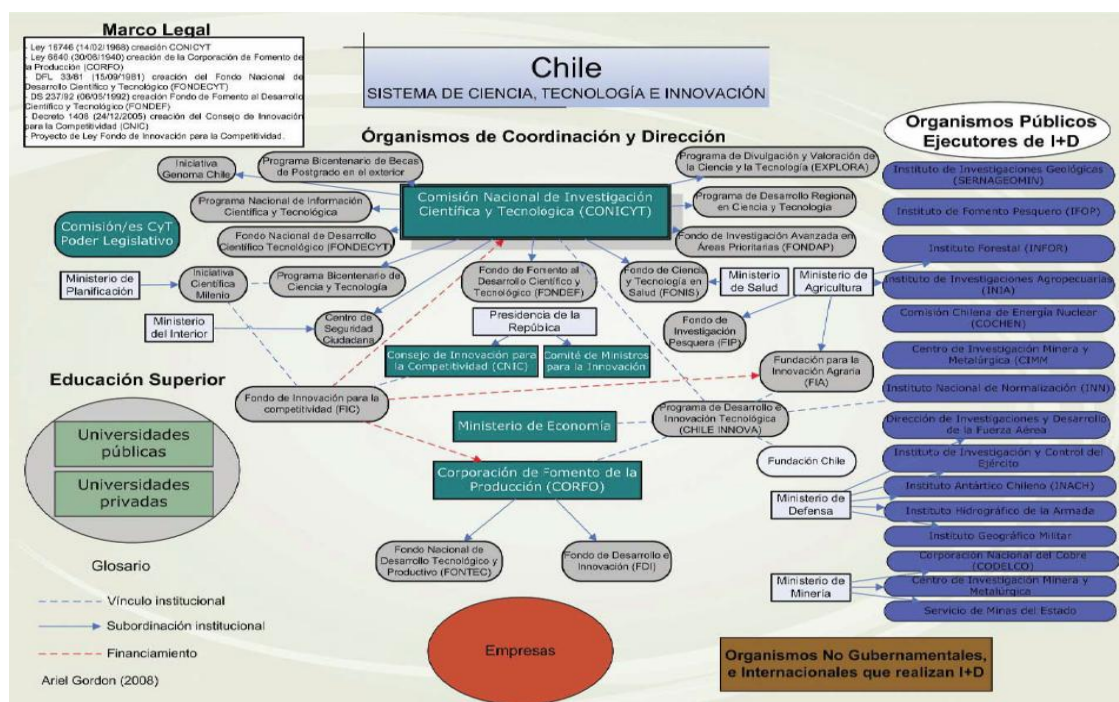 Marco Legal
- Ley 16746 (14/02/1968) creación CONICYT
- Ley 6640 (30/06/1940) creación de la Corporación de Fomento de
la Producción (CORFO)
- DFL 33/81 (15/09/1981) creación del Fondo Nacional de
Desarrollo Científico y Tecnológico (FONDECYT)
- DS 237/92 (06/05/1992) creación Fondo de Fomento al Desarrollo
Científico y Tecnológico (FONDEF)
- Decreto 1408 (24/12/2005) creación del Consejo de Innovación
para la Competitividad (CNIC)
- Proyecto de Ley Fondo de Innovación para la Competitividad.
Chile
SISTEMA DE CIENCIA, TECNOLOGÍA E INNOVACIÓN
Órganismos de Coordinación y Dirección
Organismos Públicos
Ejecutores de I+D
Iniciativa
Genoma Chile
Programa Bicentenario de Becas
de Postgrado en el exterior
Programa de Divulgación y Valoración de
la Ciencia y la Tecnología (EXPLORA)
Programa Nacional de Información
Científica y Tecnológica
Comisión Nacional de Investigación
Científica y Tecnologica (CONICYT)
Programa de Desarrollo Regional
en Ciencia y Tecnología
Comisión/es CyT
Poder Legislativo
Fondo Nacional de Desarrollo
Científico Tecnológico (FONDECYT)
Fondo de Investigación Avanzada en
Áreas Prioritarias (FONDAP)
Ministerio de
Planificación
Iniciativa
Científica
Milenio
Programa Bicentenario de
Ciencia y Tecnología
Fondo de Fomento al
Desarrollo Científico y
Tecnológico (FONDEF)
Fondo de Ciencia
y Tecnología en
Salud (FONIS)
Ministerio
de Salud
Ministerio de
Agricultura
Ministerio
del Interior
Centro de
Seguridad
Ciudadana
Presidencia de la
República
Fondo de
Investigación
Pesquera (FIP)
Consejo de Innovación para
la Competitividad (CNIC)
Comité de Ministros
para la Innovación
Fundación para la
Innovación Agraria
(FIA)
Educación Superior
Universidades
públicas
Universidades
privadas
Fondo de Innovación para la
competitividad (FIC)
Ministerio de Economía
Programa de Desarrollo e
Innovación Tecnológica
(CHILE INNOVA)
Corporación de Fomento de la
Producción (CORFO)
Fundación Chile
Ministerio de
Defensa
Fondo Nacional de
Desarrollo Tecnológico y
Productivo (FONTEC)
Fondo de Desarrollo e
Innovación (FDI)
Ministerio de
Minería
Instituto de Investigaciones Geológicas
(SERNAGEOMIN)
Instituto de Fomento Pesquero (IFOP)
Instituto Forestal (INFOR)
Instituto de Investigaciones Agropecuarias
(INIA)
Comisión Chilena de Energía Nuclear
(COCHEN)
Centro de Investigación Minera y
Metalúrgica (CIMM
Instituto Nacional de Normalización (INN)
Dirección de Investigaciones y Desarrollo
de la Fuerza Aérea
Instituto de Investigación y Control del
Ejército
Instituto Antártico Chileno (INACH)
Instituto Hidrográfico de la Armada
Instituto Geográfico Militar
Corporación Nacional del Cobre
(CODELCO)
Centro de Investigación Minera y
Metalúrgica
Servicio de Minas del Estado
Glosario
Vínculo institucional
Subordinación institucional
Financiamiento
Ariel Gordon (2008)
Empresas
Organismos No Gubernamentales,
e Internacionales que realizan I+D